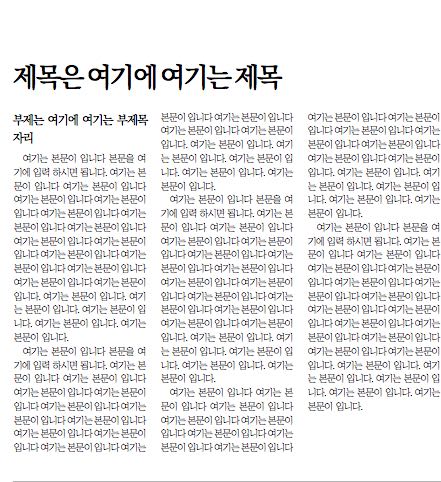 제목은 여기에 여기는 제목
부제는 여기에 여기는 부제목
자리
여기는 본문이 입니다 본문을 여
기에 입력 하시면 됩니다. 여기는 본
문이 입니다 여기는 본문이 입니다
여기는 본문이 입니다 여기는 본문이
입니다 여기는 본문이 입니다 여기는
본문이 입니다 여기는 본문이 입니다
여기는 본문이 입니다 여기는 본문이
입니다 여기는 본문이 입니다 여기는
본문이 입니다 여기는 본문이 입니다
여기는 본문이 입니다 여기는 본문이
입니다. 여기는 본문이 입니다. 여기
는 본문이 입니다. 여기는 본문이 입
니다. 여기는 본문이 입니다. 여기는
본문이 입니다.
여기는 본문이 입니다 본문을 여
기에 입력 하시면 됩니다. 여기는 본
문이 입니다 여기는 본문이 입니다
여기는 본문이 입니다 여기는 본문이
입니다 여기는 본문이 입니다 여기는
본문이 입니다 여기는 본문이 입니다
여기는 본문이 입니다 여기는 본문이
입니다 여기는 본문이 입니다 여기는
본문이 입니다 여기는 본문이 입니다
여기는 본문이 입니다 여기는 본문이
입니다. 여기는 본문이 입니다. 여기
는 본문이 입니다. 여기는 본문이 입
니다. 여기는 본문이 입니다. 여기는
본문이 입니다.
여기는 본문이 입니다 본문을 여
기에 입력 하시면 됩니다. 여기는 본
문이 입니다 여기는 본문이 입니다
여기는 본문이 입니다 여기는 본문이
입니다 여기는 본문이 입니다 여기는
본문이 입니다 여기는 본문이 입니다
여기는 본문이 입니다 여기는 본문이
입니다 여기는 본문이 입니다 여기는
본문이 입니다 여기는 본문이 입니다
여기는 본문이 입니다 여기는 본문이
입니다. 여기는 본문이 입니다. 여기
는 본문이 입니다. 여기는 본문이 입
니다. 여기는 본문이 입니다. 여기는
본문이 입니다.
여기는 본문이 입니다 여기는 본
문이 입니다 여기는 본문이 입니다
여기는 본문이 입니다 여기는 본문이
입니다 여기는 본문이 입니다 여기는
본문이 입니다 여기는 본문이 입니다
여기는 본문이 입니다 여기는 본문이
입니다 여기는 본문이 입니다 여기는
본문이 입니다 여기는 본문이 입니다
여기는 본문이 입니다 여기는 본문이
입니다. 여기는 본문이 입니다. 여기
는 본문이 입니다. 여기는 본문이 입
니다. 여기는 본문이 입니다. 여기는
본문이 입니다.
여기는 본문이 입니다 본문을 여
기에 입력 하시면 됩니다. 여기는 본
문이 입니다 여기는 본문이 입니다
여기는 본문이 입니다 여기는 본문이
입니다 여기는 본문이 입니다 여기는
본문이 입니다 여기는 본문이 입니다
여기는 본문이 입니다 여기는 본문이
입니다 여기는 본문이 입니다 여기는
본문이 입니다 여기는 본문이 입니다
여기는 본문이 입니다 여기는 본문이
입니다. 여기는 본문이 입니다. 여기
는 본문이 입니다. 여기는 본문이 입
니다. 여기는 본문이 입니다. 여기는
본문이 입니다.